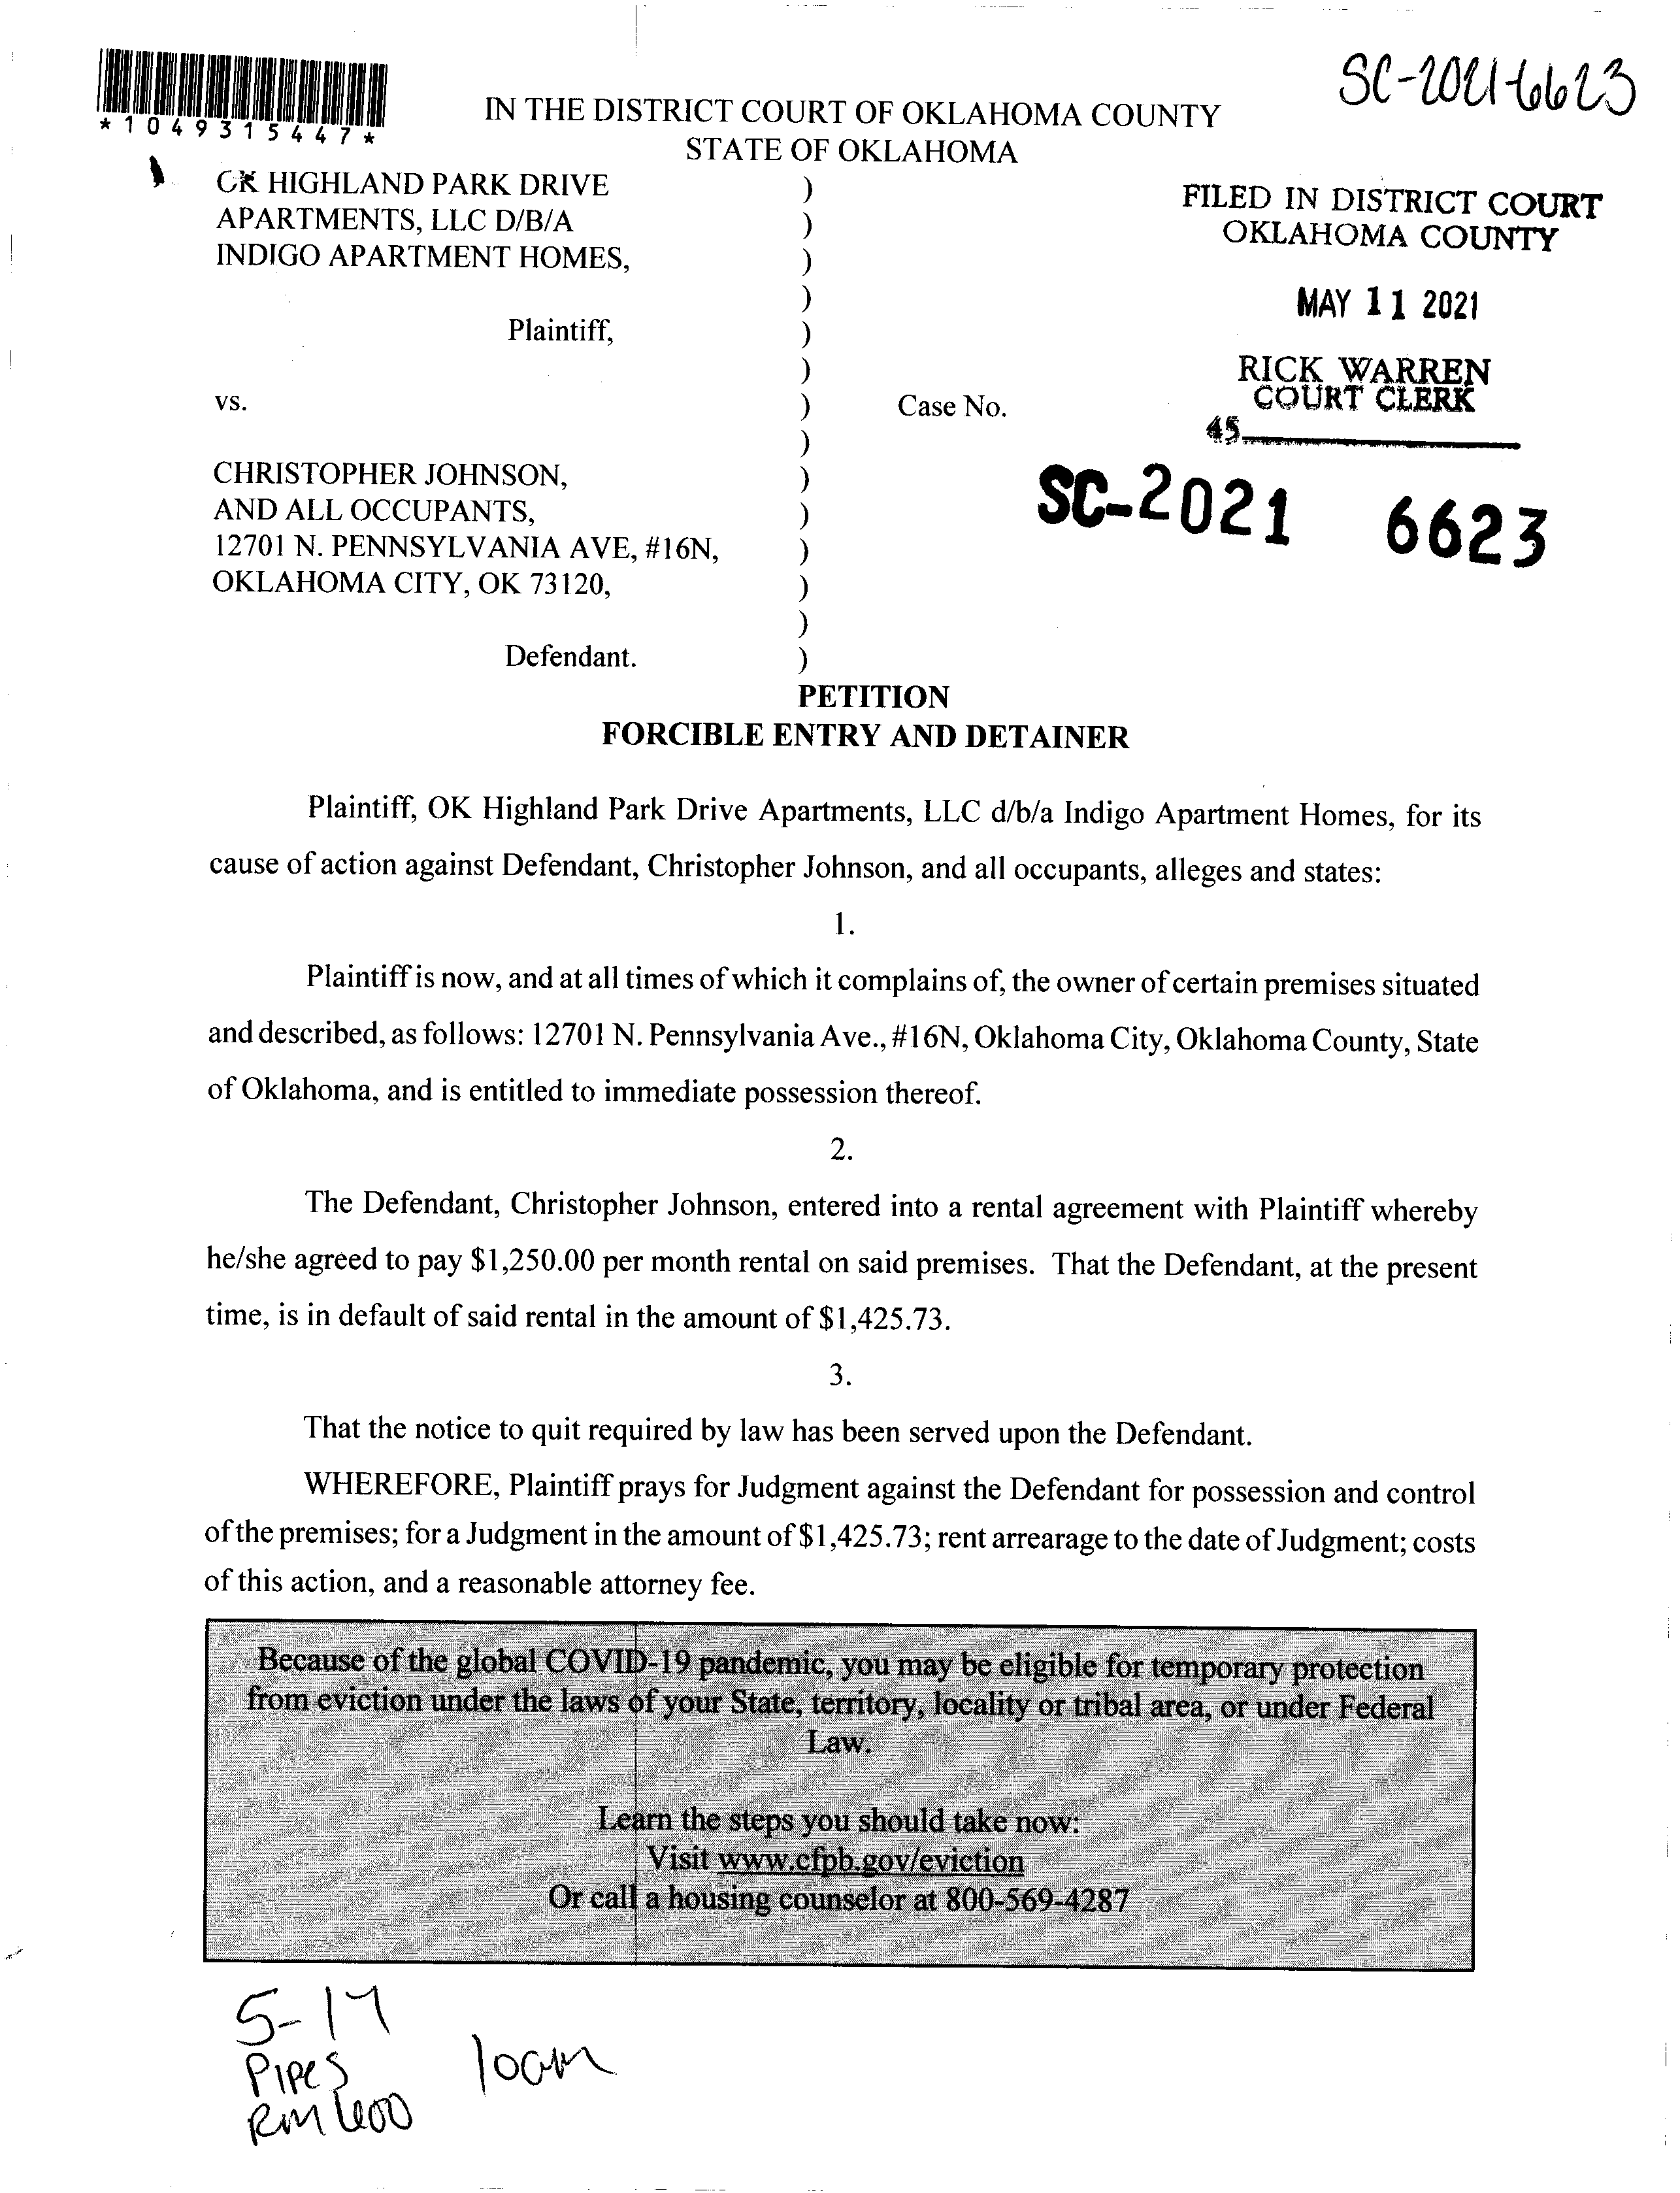 SC-2021-6623
*1049315447*
IN THE DISTRICT COURT OF OKLAHOMA COUNTY
STATE OF OKLAHOMA
OK HIGHLAND PARK DRIVE )
APARTMENTS, LLC D/B/A )
INDIGO APARTMENT HOMES, )
)
Plaintiff, )
)
vs. ) Case No.
)
CHRISTOPHER JOHNSON, )
AND ALL OCCUPANTS, )
12701 N. PENNSYLVANIA AVE, #16N, )
OKLAHOMA CITY, OK 73120, )
)
Defendant. )
FILED IN DISTRICT COURT
OKLAHOMA COUNTY
MAY 11 2021
RICK WARREN
COURT CLERK
45
SC-2021 6623
PETITION
FORCIBLE ENTRY AND DETAINER
Plaintiff, OK Highland Park Drive Apartments, LLC d/b/a Indigo Apartment Homes, for its
cause of action against Defendant, Christopher Johnson, and all occupants, alleges and states:
1.
Plaintiff is now, and at all times of which it complains of, the owner of certain premises situated
and described, as follows: 12701 N. Pennsylvania Ave., #16N, Oklahoma City, Oklahoma County, State
of Oklahoma, and is entitled to immediate possession thereof.
2.
The Defendant, Christopher Johnson, entered into a rental agreement with Plaintiff whereby
he/she agreed to pay $1,250.00 per month rental on said premises. That the Defendant, at the present
time, is in default of said rental in the amount of $1,425.73.
3.
That the notice to quit required by law has been served upon the Defendant.
WHEREFORE, Plaintiff prays for Judgment against the Defendant for possession and control
of the premises; for a Judgment in the amount of $1,425.73; rent arrearage to the date of Judgment; costs
of this action, and a reasonable attorney fee.
Because of the global COVID-19 pandemic, you may be eligible for temporary protection
from eviction under the laws of your State, territory, locality or tribal area, or under Federal
Law.
Learn the steps you should take now:
Visit www.cfpb.gov/eviction
Or call a housing counselor at 800-569-4287
Pipes 10am